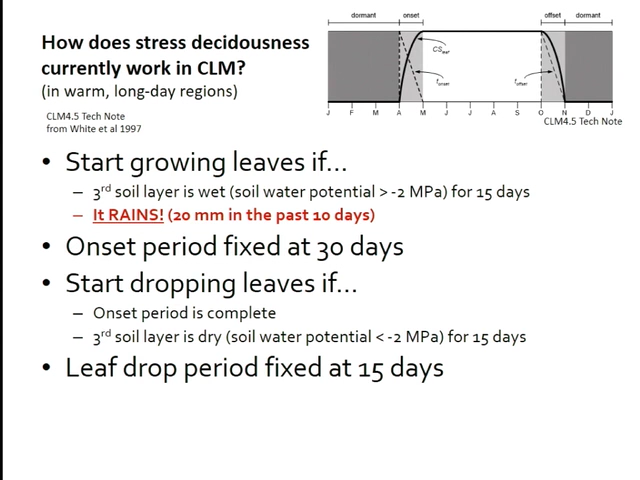 How does stress decidousness
currently work in CLM?
(in warm, long-day regions)
CLM4.5 Tech Note
from White et al 1997
dormant onset offset dormant
J F M A M J J A S O N D J
CLM4.5 Tech Note
• Start growing leaves if...
– 3rd soil layer is wet (soil water potential > -2 MPa) for 15 days
– It RAINS! (20 mm in the past 10 days)
• Onset period fixed at 30 days
• Start dropping leaves if...
– Onset period is complete
– 3rd soil layer is dry (soil water potential < -2 MPa) for 15 days
• Leaf drop period fixed at 15 days